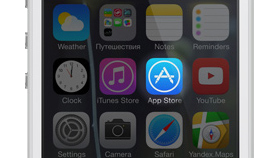 Weather Путешествия Notes Reminders
Clock iTunes Store App Store YouTube
Settings Camera Safari Yandex.Maps